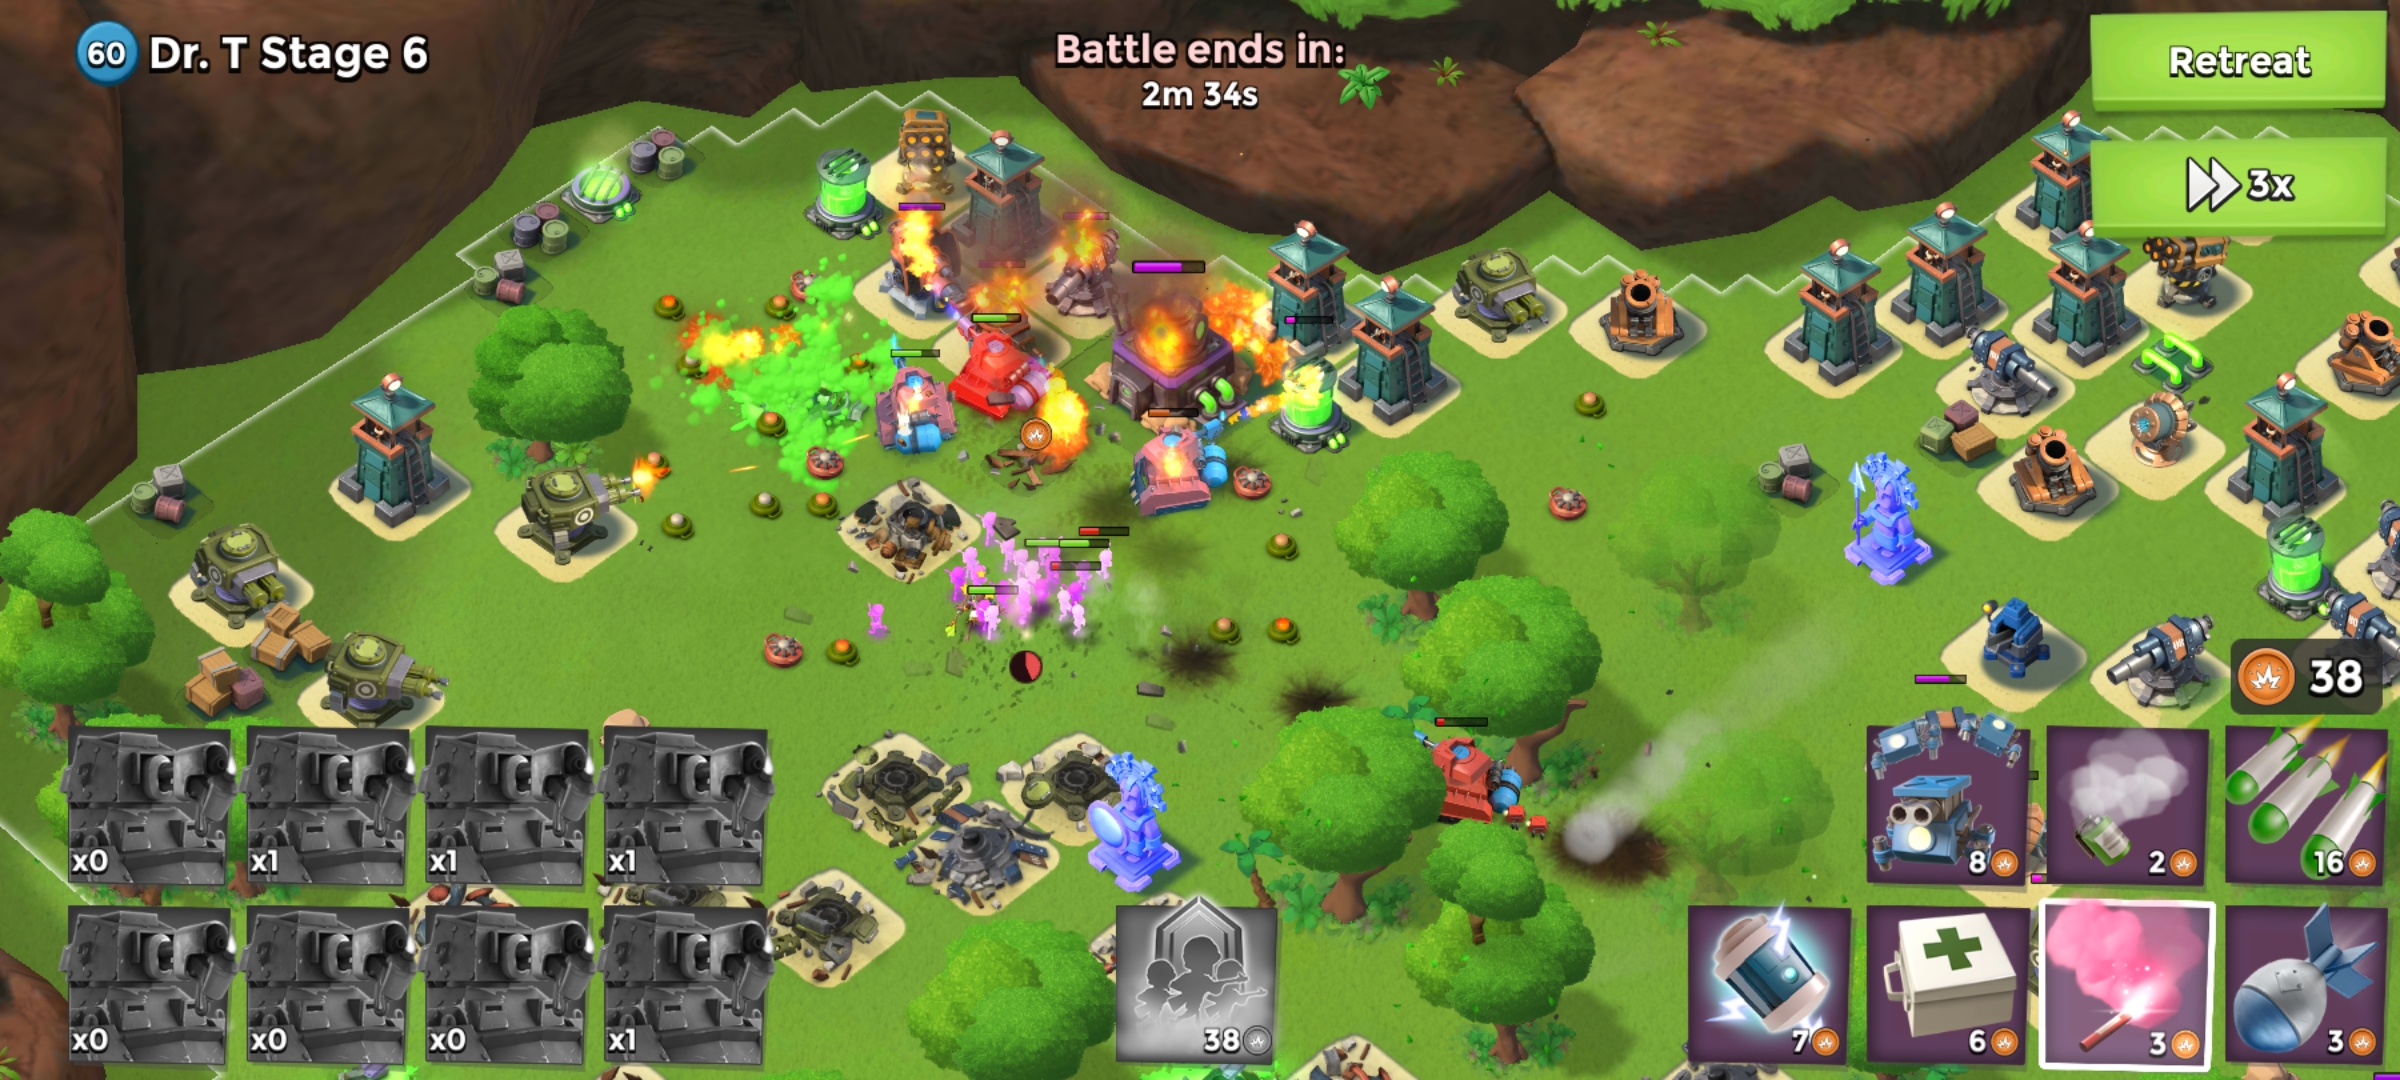 60 Dr. T Stage 6
Battle ends in:
2m 34s
Retreat
3x
38
x0 x1 x1 x1
8 2 16
x0 x0 x0 x1
38
7 6 3 3